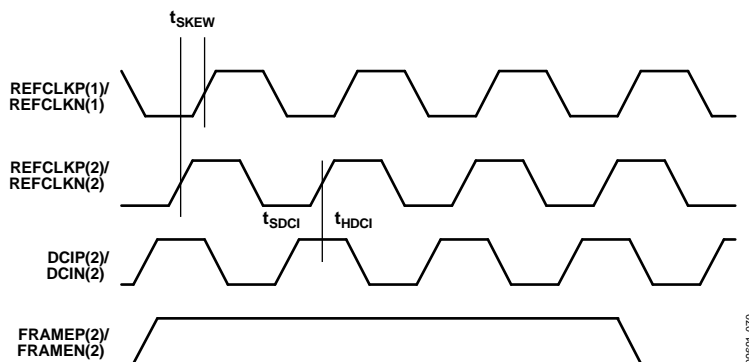 tSKEW
REFCLKP(1)/
REFCLKN(1)
REFCLKP(2)/
REFCLKN(2)
tSDCI
tHDCI
DCIP(2)/
DCIN(2)
FRAMEP(2)/
FRAMEN(2)